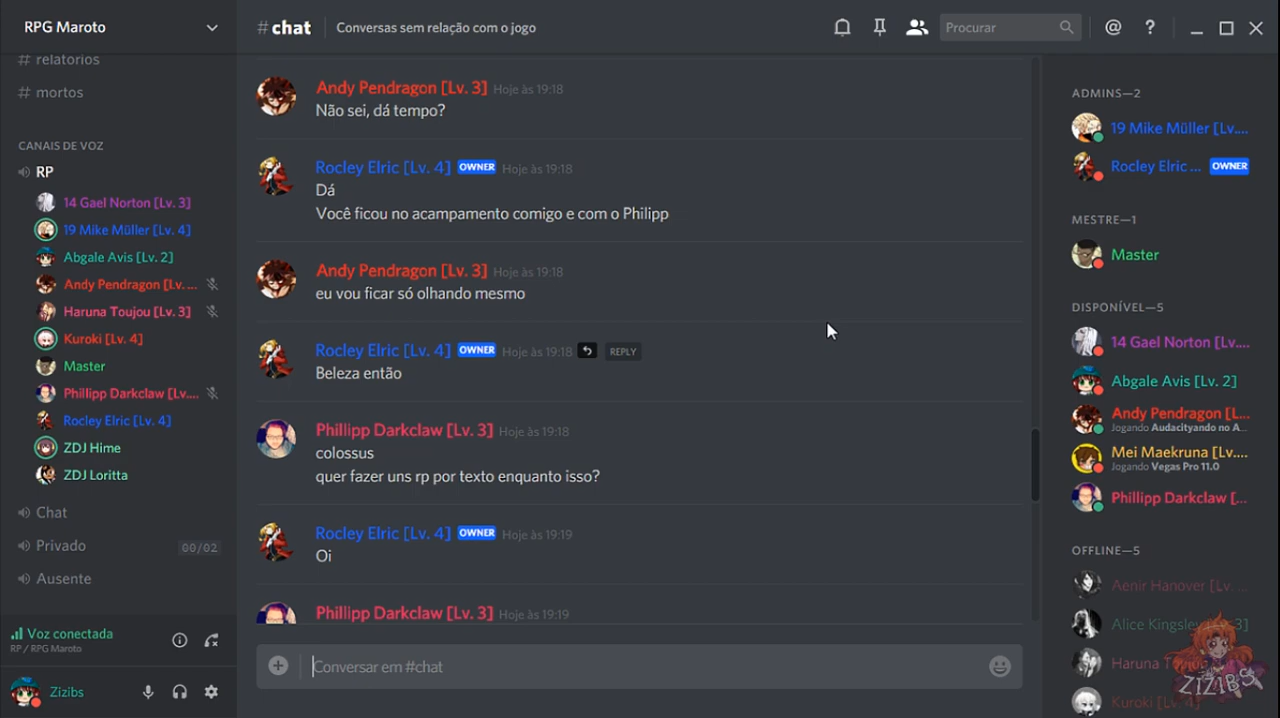 RPG Maroto
# relatorios
# mortos
CANAIS DE VOZ
RP
14 Gael Norton [Lv. 3]
19 Mike Müller [Lv. 4]
Abgale Avis [Lv. 2]
Andy Pendragon [Lv. ...
Haruna Toujou [Lv. 3]
Kuroki [Lv. 4]
Master
Phillipp Darkclaw [Lv. ...
Rocley Elric [Lv. 4]
ZDJ Hime
ZDJ Loritta
Chat
Privado 00/02
Ausente
Voz conectada
RP / RPG Maroto
Zizibs
#chat Conversas sem relação com o jogo
Procurar
Andy Pendragon [Lv. 3] Hoje às 19:18
Não sei, dá tempo?
Rocley Elric [Lv. 4] OWNER Hoje às 19:18
Dá
Você ficou no acampamento comigo e com o Philipp
Andy Pendragon [Lv. 3] Hoje às 19:18
eu vou ficar só olhando mesmo
Rocley Elric [Lv. 4] OWNER Hoje às 19:18 REPLY
Beleza então
Phillipp Darkclaw [Lv. 3] Hoje às 19:18
colossus
quer fazer uns rp por texto enquanto isso?
Rocley Elric [Lv. 4] OWNER Hoje às 19:19
Oi
Phillipp Darkclaw [Lv. 3] Hoje às 19:19
Conversar em #chat
ADMINS—2
19 Mike Müller [Lv....
Rocley Elric ... OWNER
MESTRE—1
Master
DISPONÍVEL—5
14 Gael Norton [Lv....
Abgale Avis [Lv. 2]
Andy Pendragon [L...
Jogando Audacityando no A...
Mei Maekruna [Lv....
Jogando Vegas Pro 11.0
Phillipp Darkclaw [...
OFFLINE—5
Aenir Hanover [Lv. ...
Alice Kingsley [Lv. 3]
Haruna
Kuroki [Lv. 4]
ZIZIBS